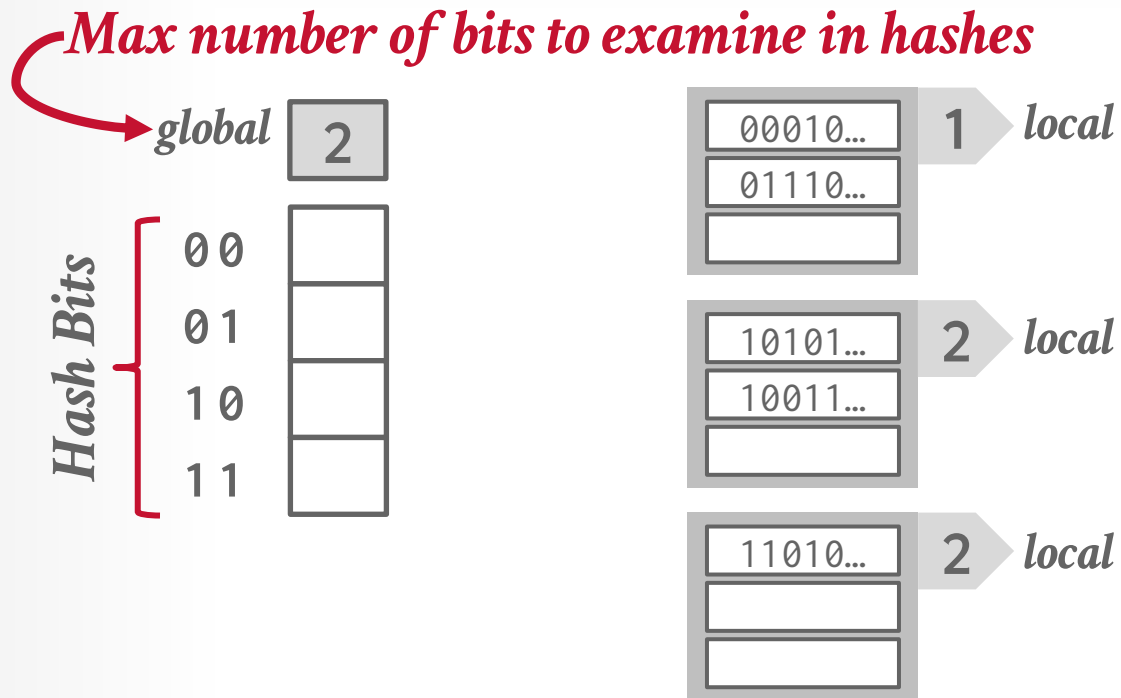 Max number of bits to examine in hashes
global 2
Hash Bits
00
01
10
11
00010…
01110…
1 local
10101…
10011…
2 local
11010…
2 local